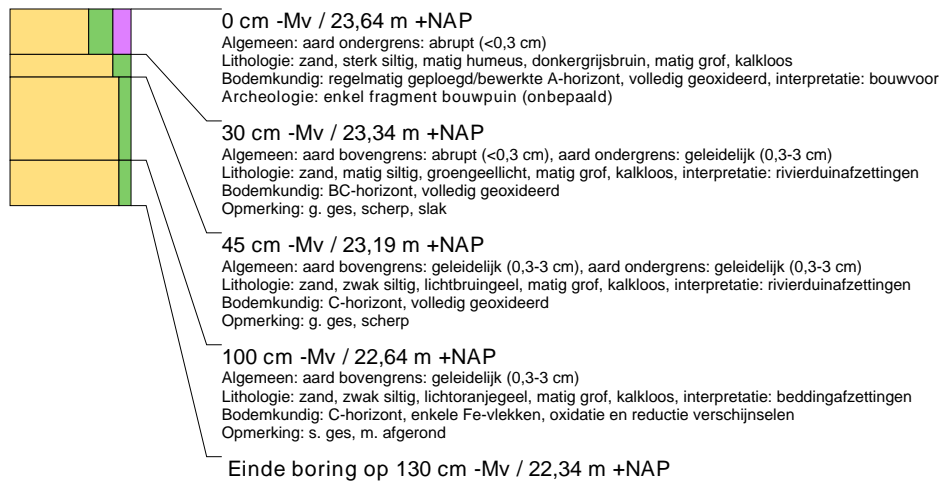 0 cm -Mv / 23,64 m +NAP
Algemeen: aard ondergrens: abrupt (<0,3 cm)
Lithologie: zand, sterk siltig, matig humeus, donkergrijsbruin, matig grof, kalkloos
Bodemkundig: regelmatig geploegd/bewerkte A-horizont, volledig geoxideerd, interpretatie: bouwvoor
Archeologie: enkel fragment bouwpuin (onbepaald)
30 cm -Mv / 23,34 m +NAP
Algemeen: aard bovengrens: abrupt (<0,3 cm), aard ondergrens: geleidelijk (0,3-3 cm)
Lithologie: zand, matig siltig, groengeellicht, matig grof, kalkloos, interpretatie: rivierduinafzettingen
Bodemkundig: BC-horizont, volledig geoxideerd
Opmerking: g. ges, scherp, slak
45 cm -Mv / 23,19 m +NAP
Algemeen: aard bovengrens: geleidelijk (0,3-3 cm), aard ondergrens: geleidelijk (0,3-3 cm)
Lithologie: zand, zwak siltig, lichtbruingeel, matig grof, kalkloos, interpretatie: rivierduinafzettingen
Bodemkundig: C-horizont, volledig geoxideerd
Opmerking: g. ges, scherp
100 cm -Mv / 22,64 m +NAP
Algemeen: aard bovengrens: geleidelijk (0,3-3 cm)
Lithologie: zand, zwak siltig, lichtoranjegeel, matig grof, kalkloos, interpretatie: beddingafzettingen
Bodemkundig: C-horizont, enkele Fe-vlekken, oxidatie en reductie verschijnselen
Opmerking: s. ges, m. afgerond
Einde boring op 130 cm -Mv / 22,34 m +NAP